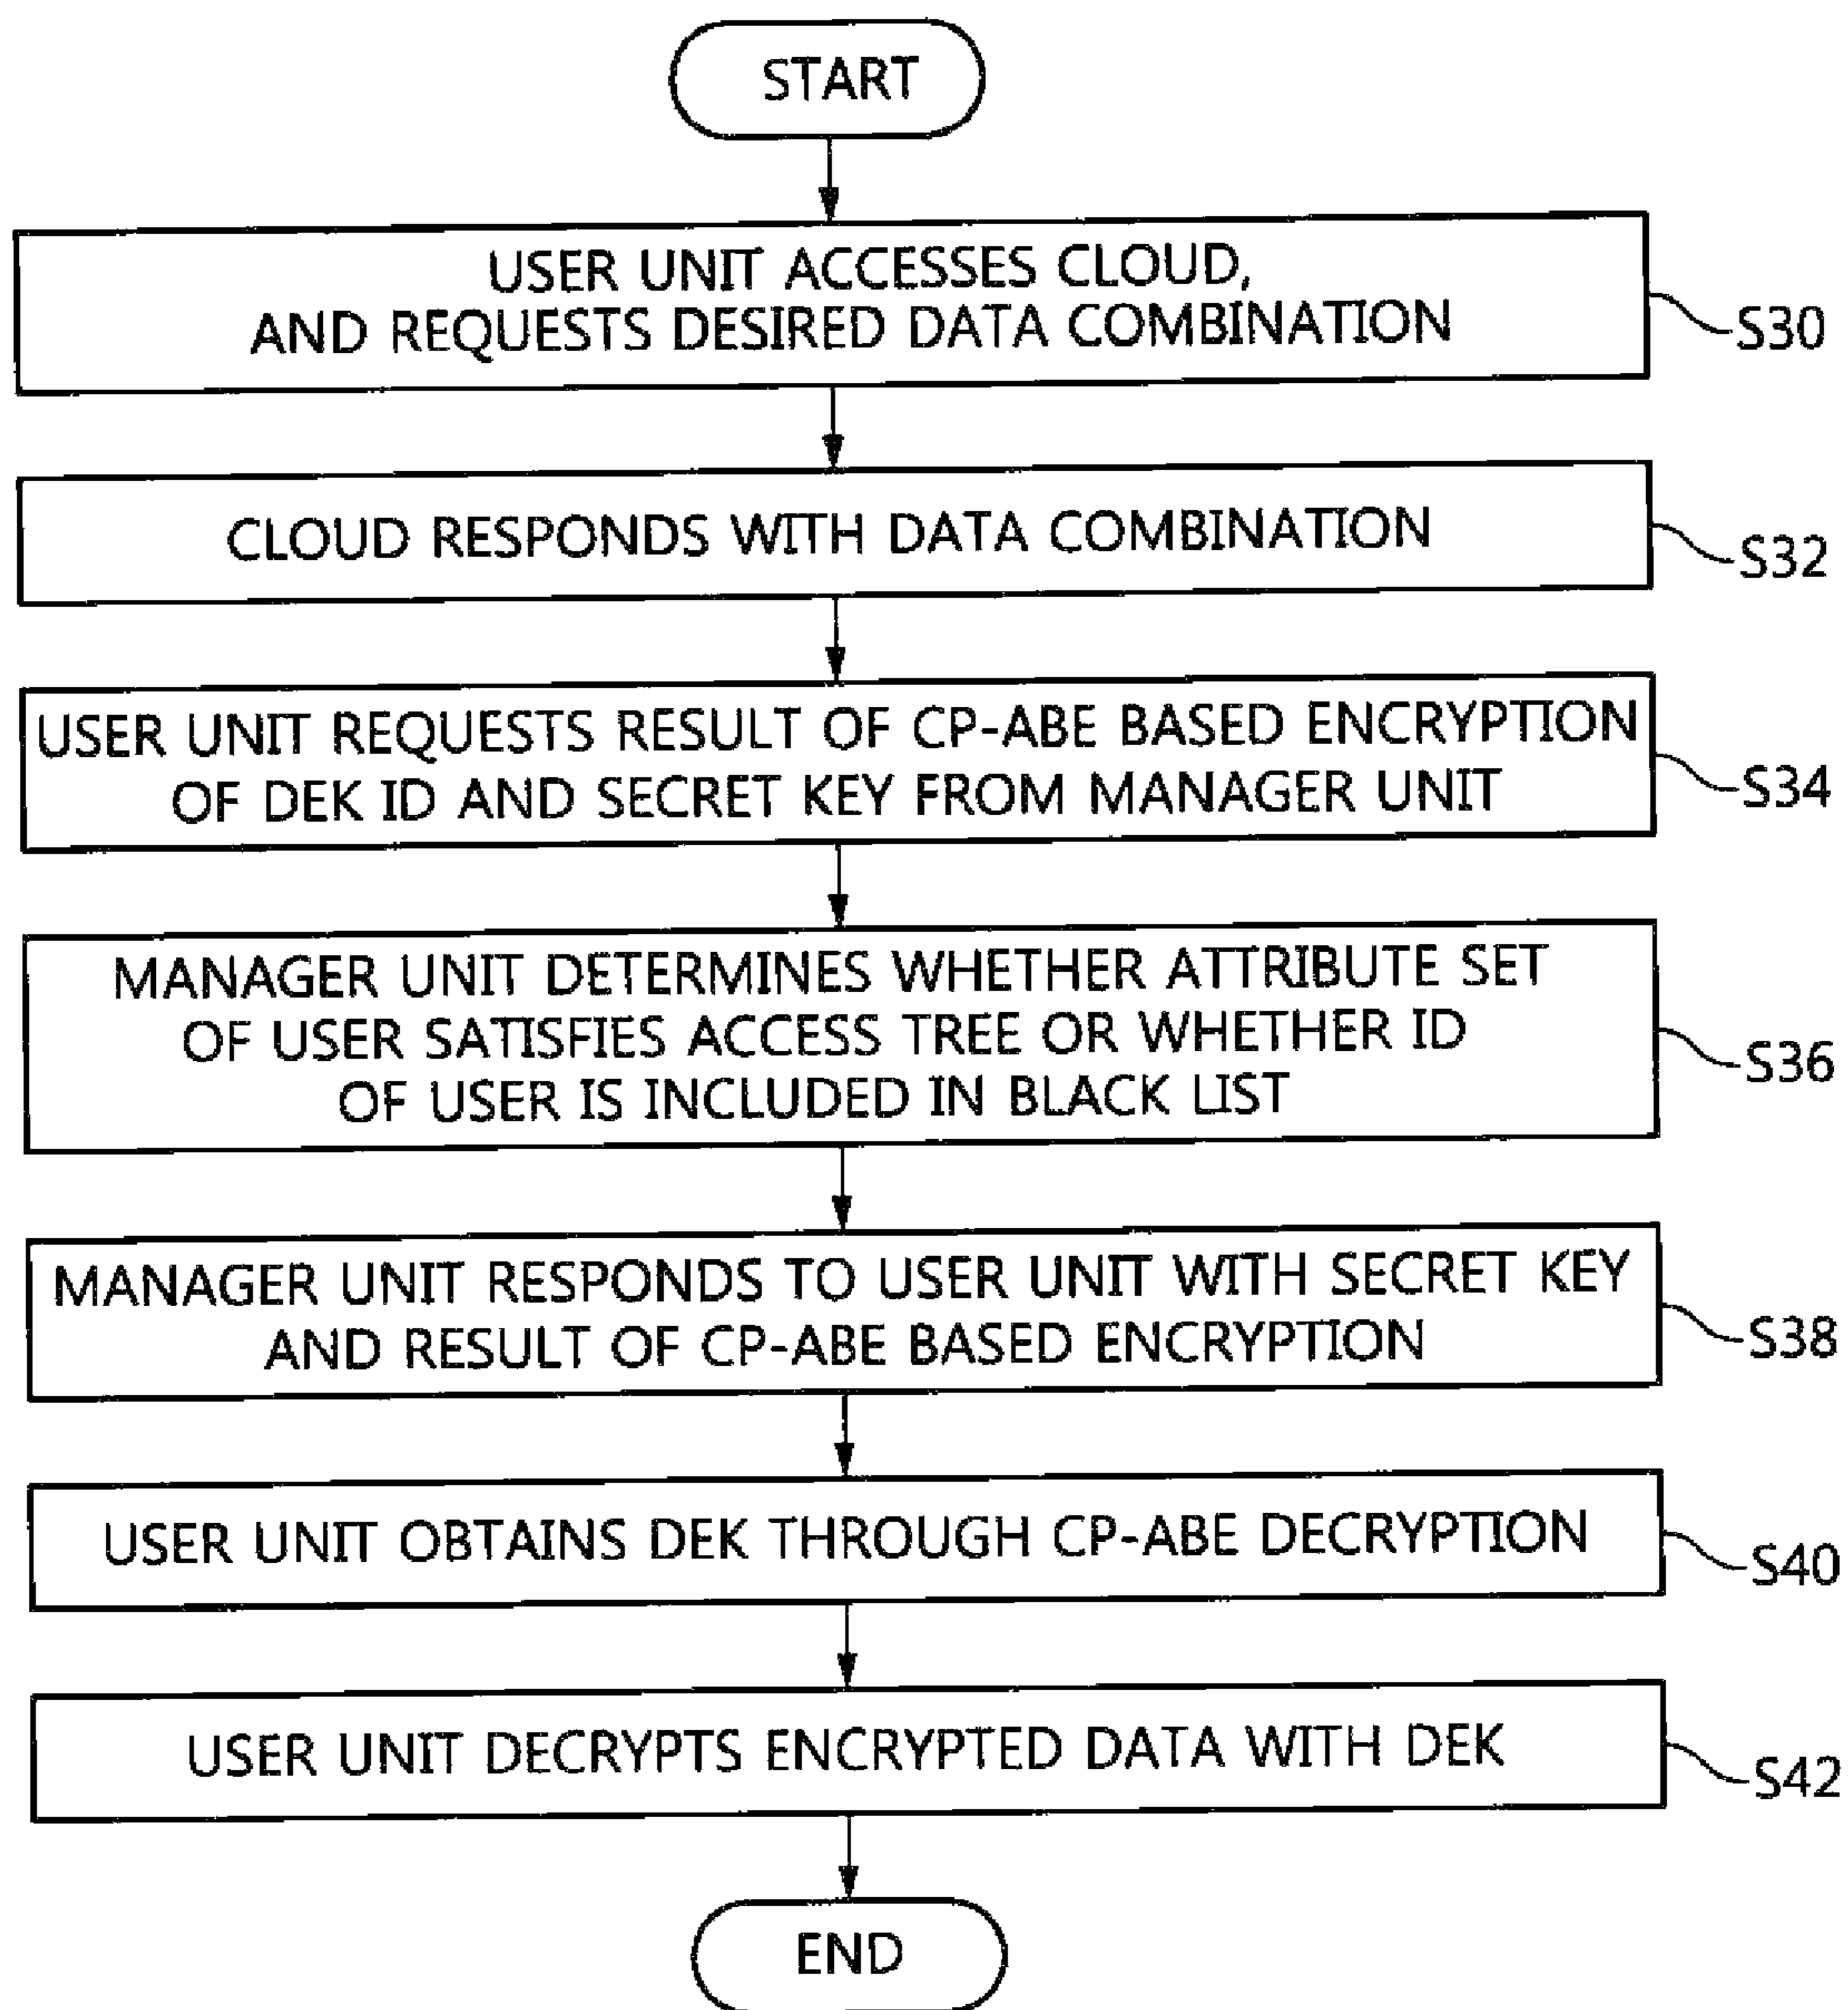 START
USER UNIT ACCESSES CLOUD,
AND REQUESTS DESIRED DATA COMBINATION
S30
CLOUD RESPONDS WITH DATA COMBINATION
S32
USER UNIT REQUESTS RESULT OF CP-ABE BASED ENCRYPTION
OF DEK ID AND SECRET KEY FROM MANAGER UNIT
S34
MANAGER UNIT DETERMINES WHETHER ATTRIBUTE SET
OF USER SATISFIES ACCESS TREE OR WHETHER ID
OF USER IS INCLUDED IN BLACK LIST
S36
MANAGER UNIT RESPONDS TO USER UNIT WITH SECRET KEY
AND RESULT OF CP-ABE BASED ENCRYPTION
S38
USER UNIT OBTAINS DEK THROUGH CP-ABE DECRYPTION
S40
USER UNIT DECRYPTS ENCRYPTED DATA WITH DEK
S42
END